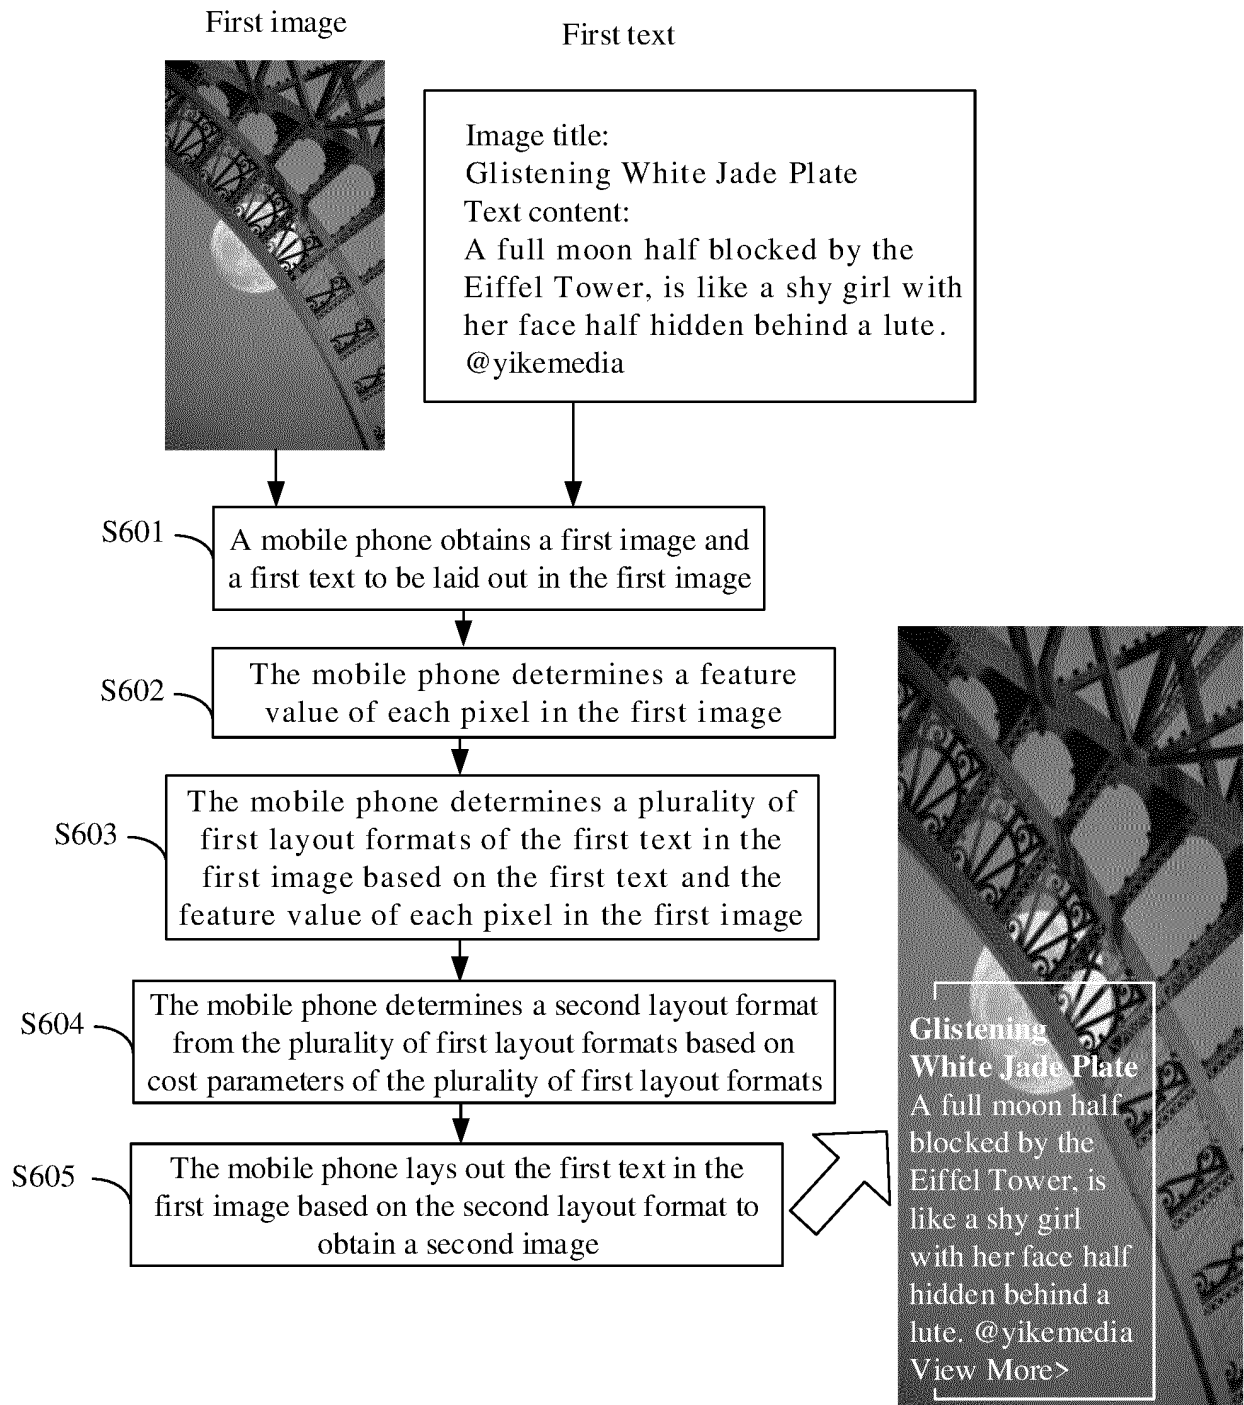 First image
First text
Image title:
Glistening White Jade Plate
Text content:
A full moon half blocked by the
Eiffel Tower, is like a shy girl with
her face half hidden behind a lute.
@yikemedia
S601
A mobile phone obtains a first image and
a first text to be laid out in the first image
S602
The mobile phone determines a feature
value of each pixel in the first image
S603
The mobile phone determines a plurality of
first layout formats of the first text in the
first image based on the first text and the
feature value of each pixel in the first image
S604
The mobile phone determines a second layout format
from the plurality of first layout formats based on
cost parameters of the plurality of first layout formats
S605
The mobile phone lays out the first text in the
first image based on the second layout format to
obtain a second image
Glistening
White Jade Plate
A full moon half
blocked by the
Eiffel Tower, is
like a shy girl
with her face half
hidden behind a
lute. @yikemedia
View More>